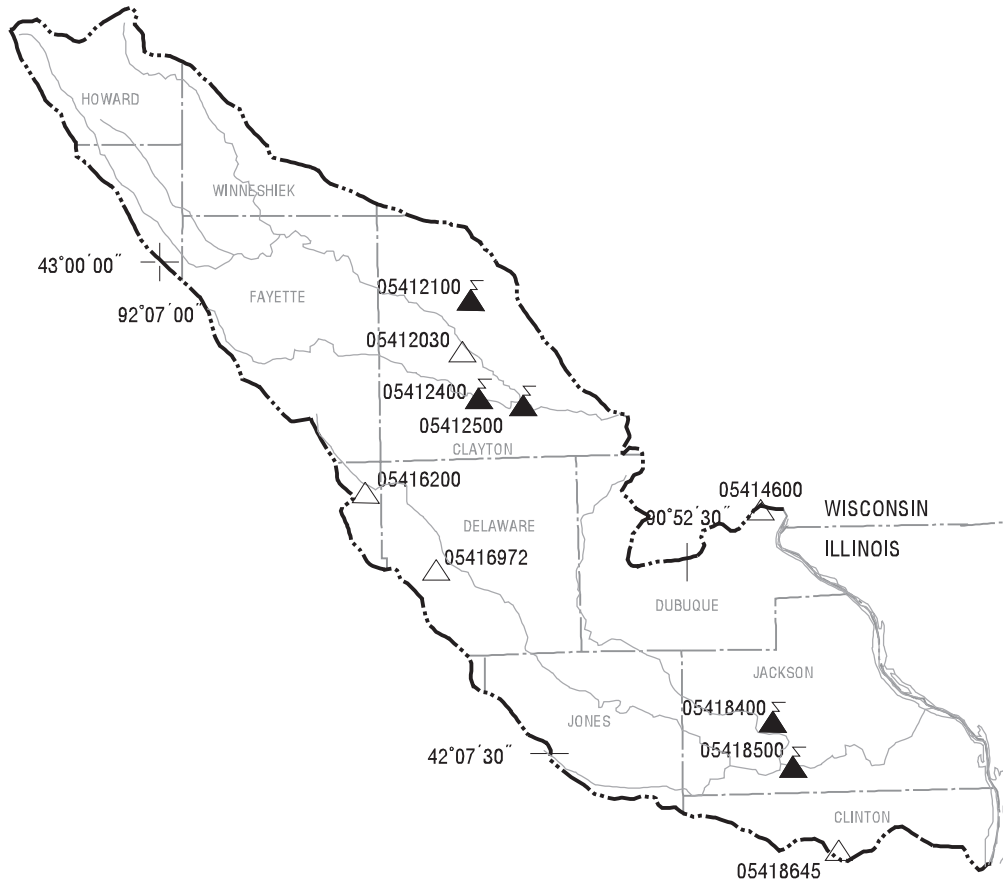 HOWARD
WINNESHIEK
43°00′00″
05412100
FAYETTE
92°07′00″
05412030
05412400
05412500
CLAYTON
05416200
05414600
WISCONSIN
90°52′30″
DELAWARE
ILLINOIS
05416972
DUBUQUE
JACKSON
05418400
JONES
05418500
42°07′30″
CLINTON
05418645